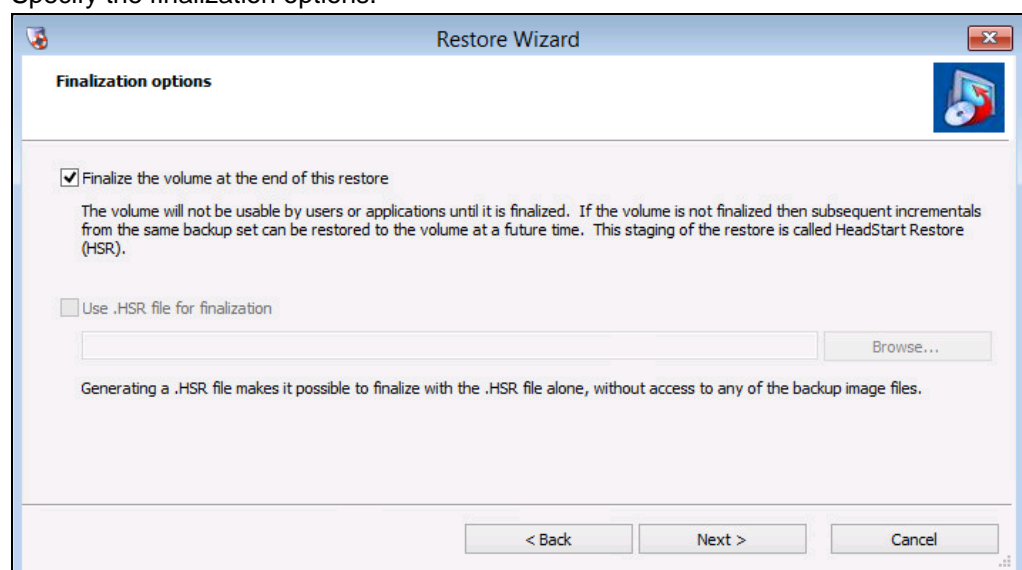 Specify the finalization options.
Restore Wizard
Finalization options
Finalize the volume at the end of this restore
The volume will not be usable by users or applications until it is finalized. If the volume is not finalized then subsequent incrementals
from the same backup set can be restored to the volume at a future time. This staging of the restore is called HeadStart Restore
(HSR).
Use .HSR file for finalization
Browse...
Generating a .HSR file makes it possible to finalize with the .HSR file alone, without access to any of the backup image files.
< Back
Next >
Cancel